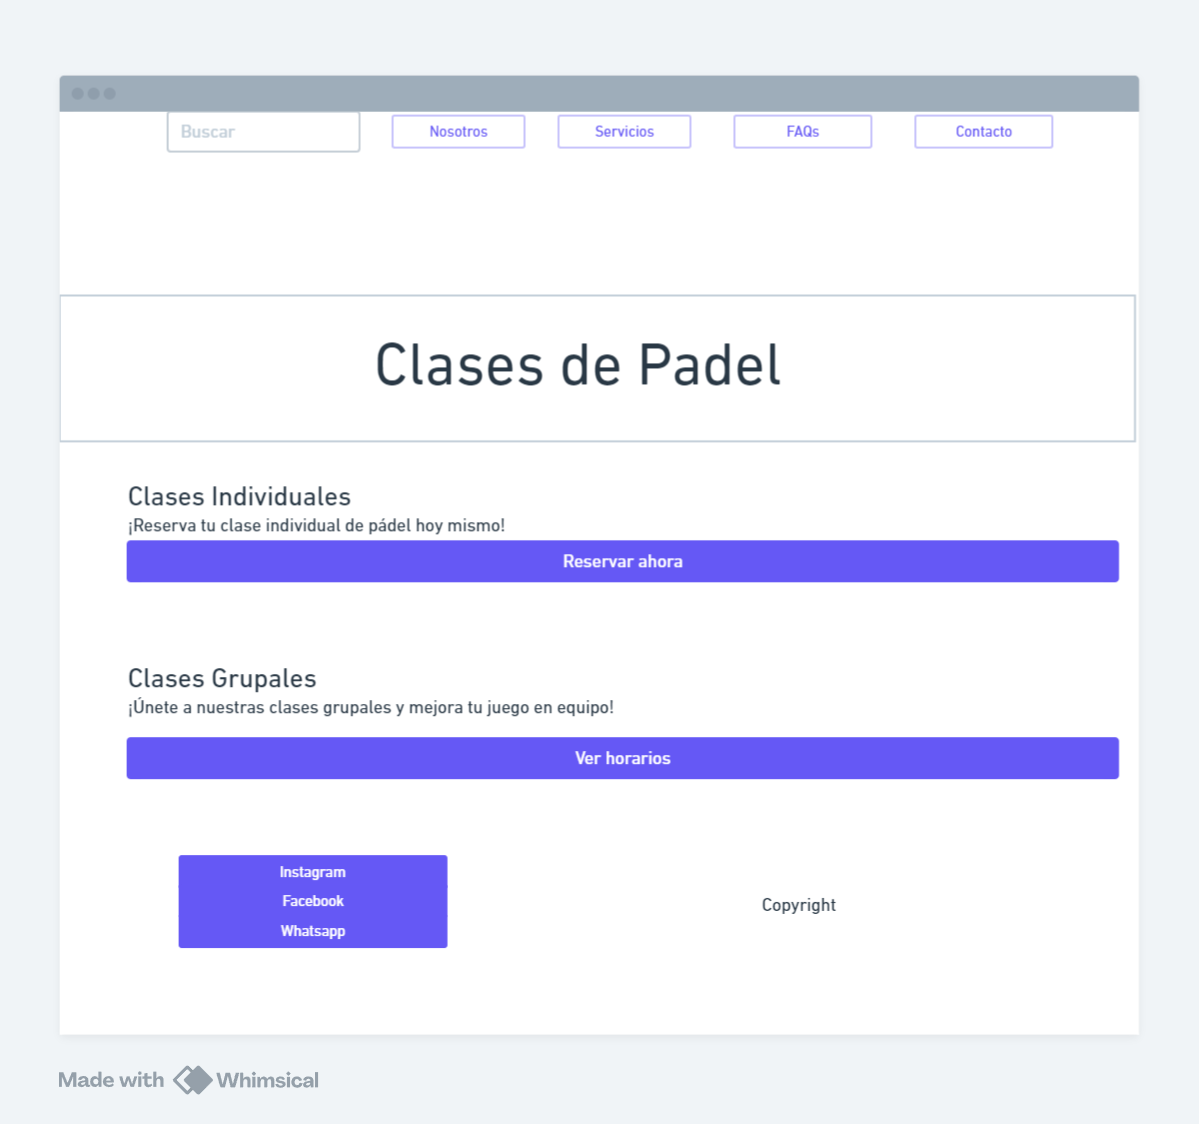 Buscar
Nosotros
Servicios
FAQs
Contacto
Clases de Padel
Clases Individuales
¡Reserva tu clase individual de pádel hoy mismo!
Reservar ahora
Clases Grupales
¡Únete a nuestras clases grupales y mejora tu juego en equipo!
Ver horarios
Instagram
Facebook
Whatsapp
Copyright
Made with Whimsical